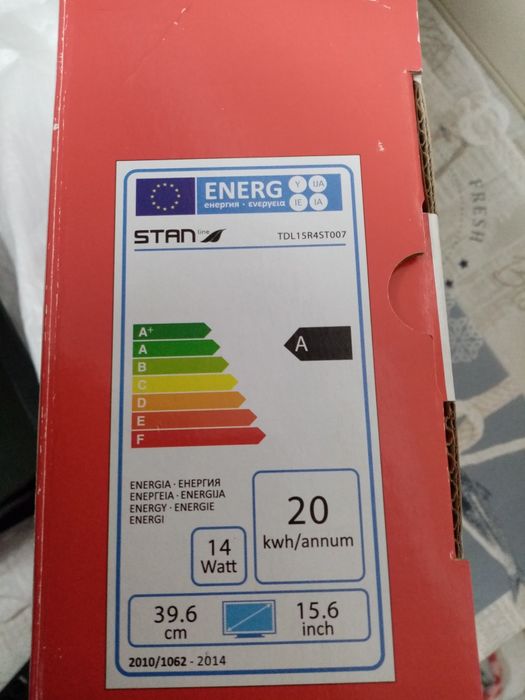 ENERG Y IJA
енергия · ενεργεια IE IA
STAN line
TDL15R4ST007
A+
A
B
C
D
E
F
A
ENERGIA · ЕНЕРГИЯ
ΕΝΕΡΓΕΙΑ · ENERGIJA
ENERGY · ENERGIE
ENERGI
14
Watt
20
kwh/annum
39.6
cm
15.6
inch
2010/1062 - 2014
FRESH